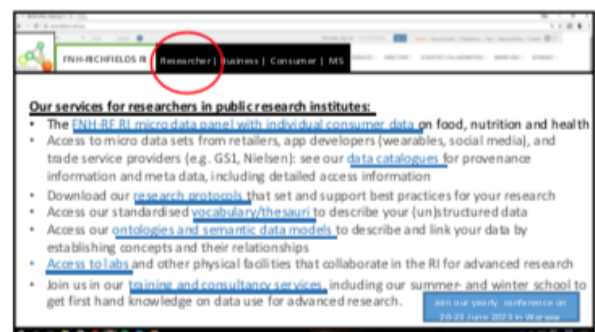 FNH-RICHFIELDS RI
Researcher | Business | Consumer | MS
Our services for researchers in public research institutes:
• The FNH-RF RI micro data panel with individual consumer data on food, nutrition and health
• Access to micro data sets from retailers, app developers (wearables, social media), and
trade service providers (e.g. GS1, Nielsen): see our data catalogues for provenance
information and meta data, including detailed access information
• Download our research protocols that set and support best practices for your research
• Access our standardised vocabulary/thesauri to describe your (un)structured data
• Access our ontologies and semantic data models to describe and link your data by
establishing concepts and their relationships
• Access to labs and other physical facilities that collaborate in the RI for advanced research
• Join us in our training and consultancy services, including our summer- and winter school to
get first hand knowledge on data use for advanced research.
Join our yearly conference on
20-23 June 2023 in Warsaw